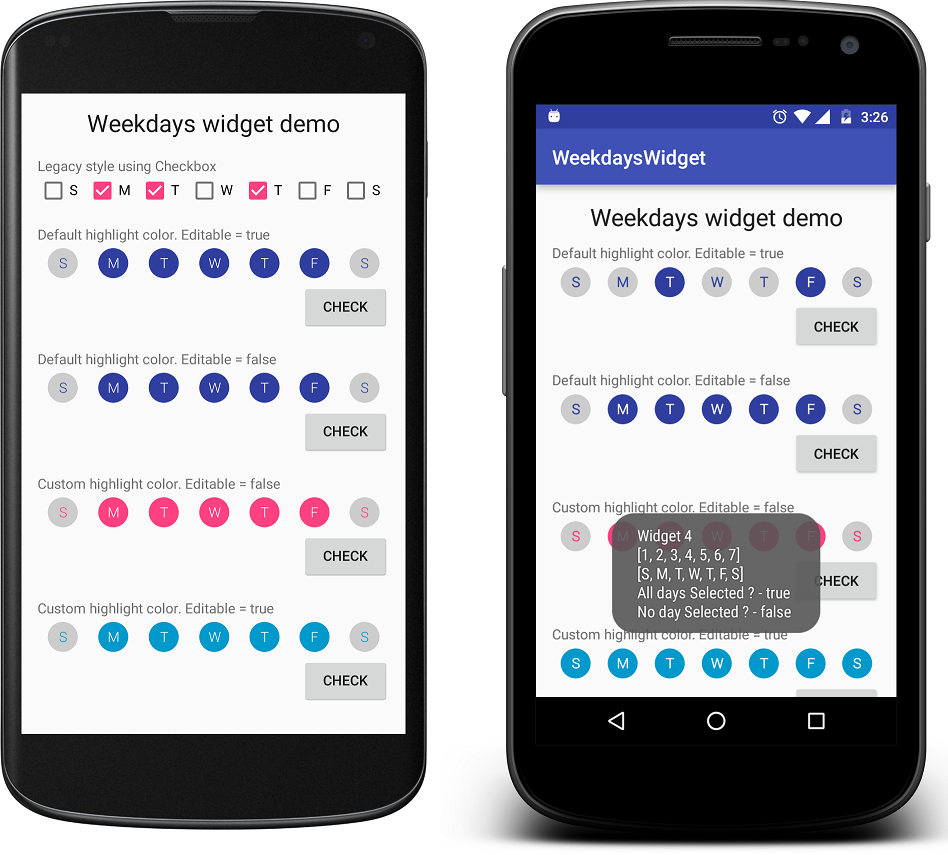 Weekdays widget demo
Legacy style using Checkbox
S M T W T F S
Default highlight color. Editable = true
S M T W T F S
CHECK
Default highlight color. Editable = false
S M T W T F S
CHECK
Custom highlight color. Editable = false
S M T W T F S
CHECK
Custom highlight color. Editable = true
S M T W T F S
CHECK
3:26
WeekdaysWidget
Weekdays widget demo
Default highlight color. Editable = true
S M T W T F S
CHECK
Default highlight color. Editable = false
S M T W T F S
CHECK
Custom highlight color. Editable = false
S M T W T F S
Widget 4
[1, 2, 3, 4, 5, 6, 7]
[S, M, T, W, T, F, S]
All days Selected ? - true
No day Selected ? - false
CHECK
Custom highlight color. Editable = true
S M T W T F S